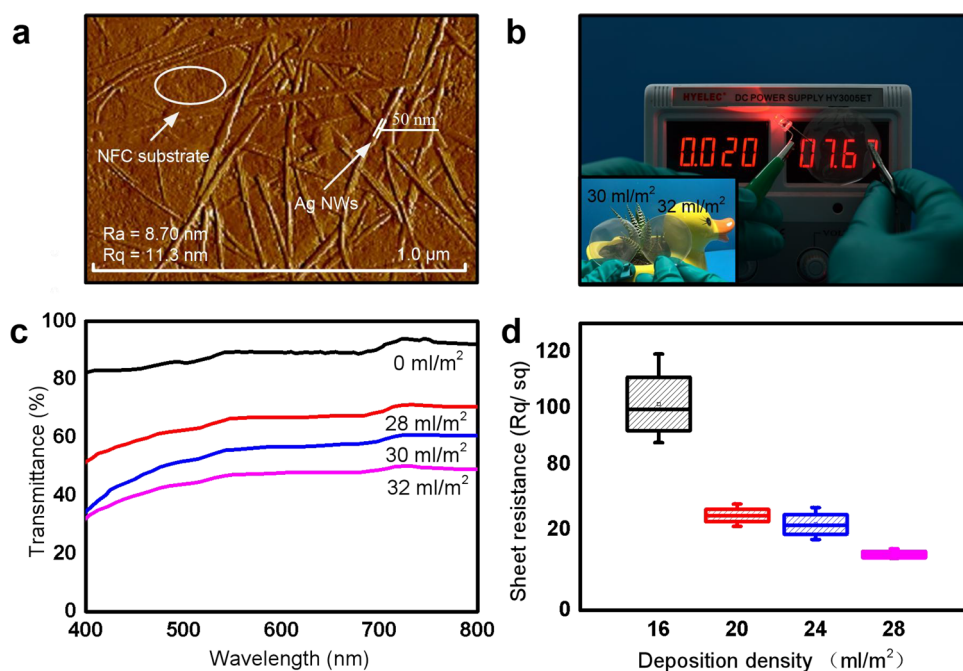 a
NFC substrate
50 nm
Ag NWs
Ra = 8.70 nm
Rq = 11.3 nm
1.0 µm
b
HYELEC
DC POWER SUPPLY HY3005ET
0.020
07.6
30 ml/m²
32 ml/m²
c
Transmittance (%)
100
80
60
40
20
0
0 ml/m²
28 ml/m²
30 ml/m²
32 ml/m²
400
500
600
700
800
Wavelength (nm)
d
Sheet resistance (Rq/ sq)
120
100
80
20
0
16
20
24
28
Deposition density （ml/m²）